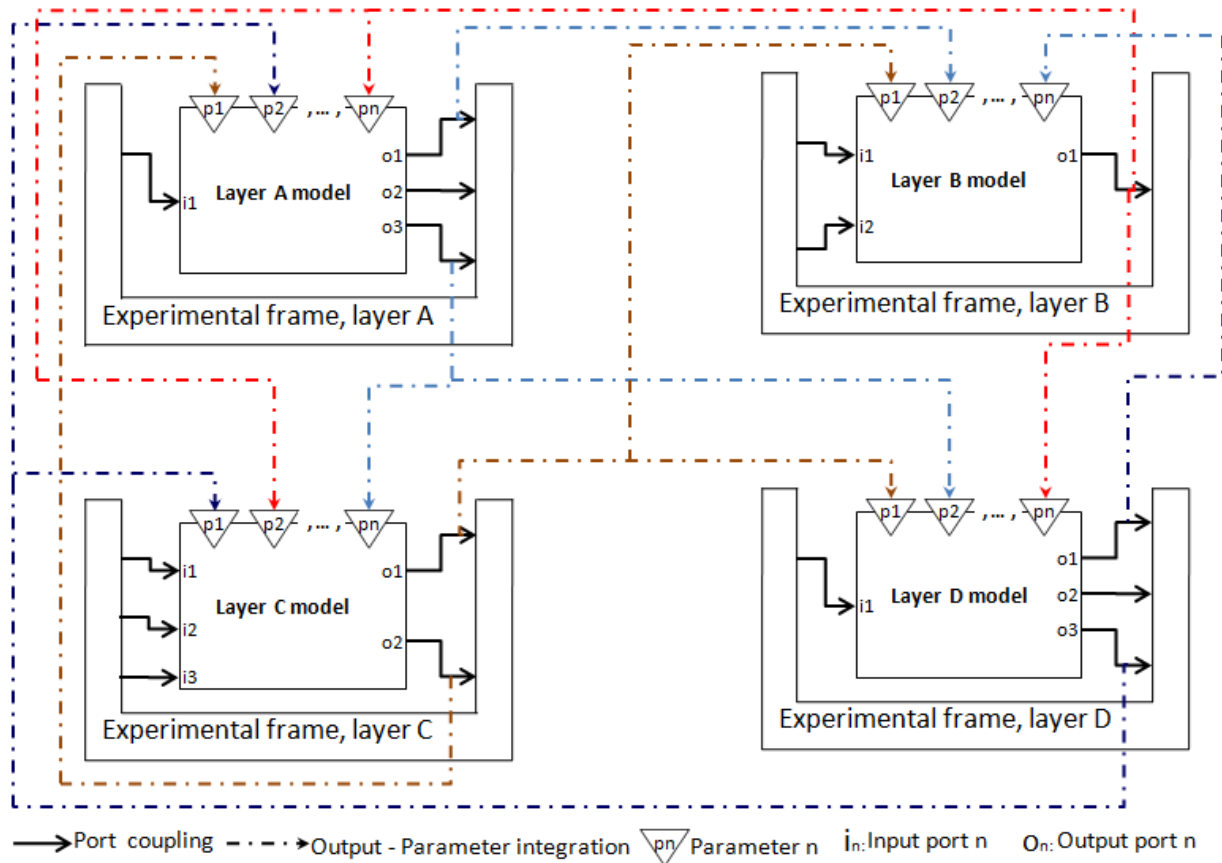 p1 p2 , ... , pn
i1
Layer A model
o1
o2
o3
Experimental frame, layer A
p1 p2 , ... , pn
i1
i2
Layer B model
o1
Experimental frame, layer B
p1 p2 , ... , pn
i1
i2
i3
Layer C model
o1
o2
Experimental frame, layer C
p1 p2 , ... , pn
i1
Layer D model
o1
o2
o3
Experimental frame, layer D
Port coupling Output - Parameter integration pn Parameter n in: Input port n On: Output port n